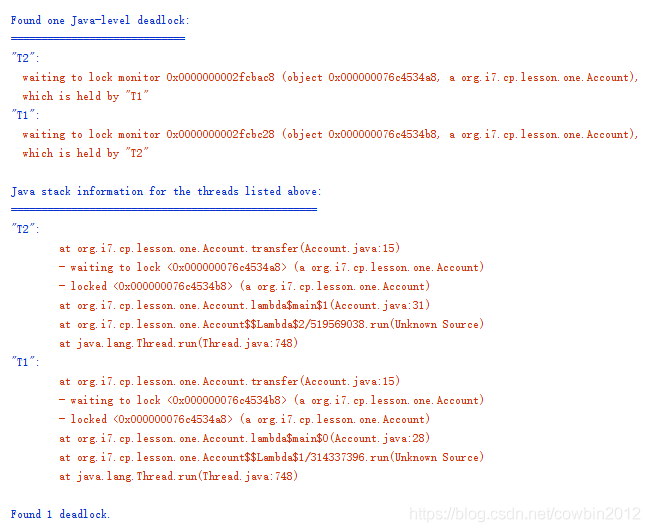 Found one Java-level deadlock:
=============================
"T2":
  waiting to lock monitor 0x0000000002fcbac8 (object 0x000000076c4534a8, a org.i7.cp.lesson.one.Account),
  which is held by "T1"
"T1":
  waiting to lock monitor 0x0000000002fcbc28 (object 0x000000076c4534b8, a org.i7.cp.lesson.one.Account),
  which is held by "T2"
Java stack information for the threads listed above:
===================================================
"T2":
        at org.i7.cp.lesson.one.Account.transfer(Account.java:15)
        - waiting to lock <0x000000076c4534a8> (a org.i7.cp.lesson.one.Account)
        - locked <0x000000076c4534b8> (a org.i7.cp.lesson.one.Account)
        at org.i7.cp.lesson.one.Account.lambda$main$1(Account.java:31)
        at org.i7.cp.lesson.one.Account$$Lambda$2/519569038.run(Unknown Source)
        at java.lang.Thread.run(Thread.java:748)
"T1":
        at org.i7.cp.lesson.one.Account.transfer(Account.java:15)
        - waiting to lock <0x000000076c4534b8> (a org.i7.cp.lesson.one.Account)
        - locked <0x000000076c4534a8> (a org.i7.cp.lesson.one.Account)
        at org.i7.cp.lesson.one.Account.lambda$main$0(Account.java:28)
        at org.i7.cp.lesson.one.Account$$Lambda$1/314337396.run(Unknown Source)
        at java.lang.Thread.run(Thread.java:748)
Found 1 deadlock.
https://blog.csdn.net/cowbin2012